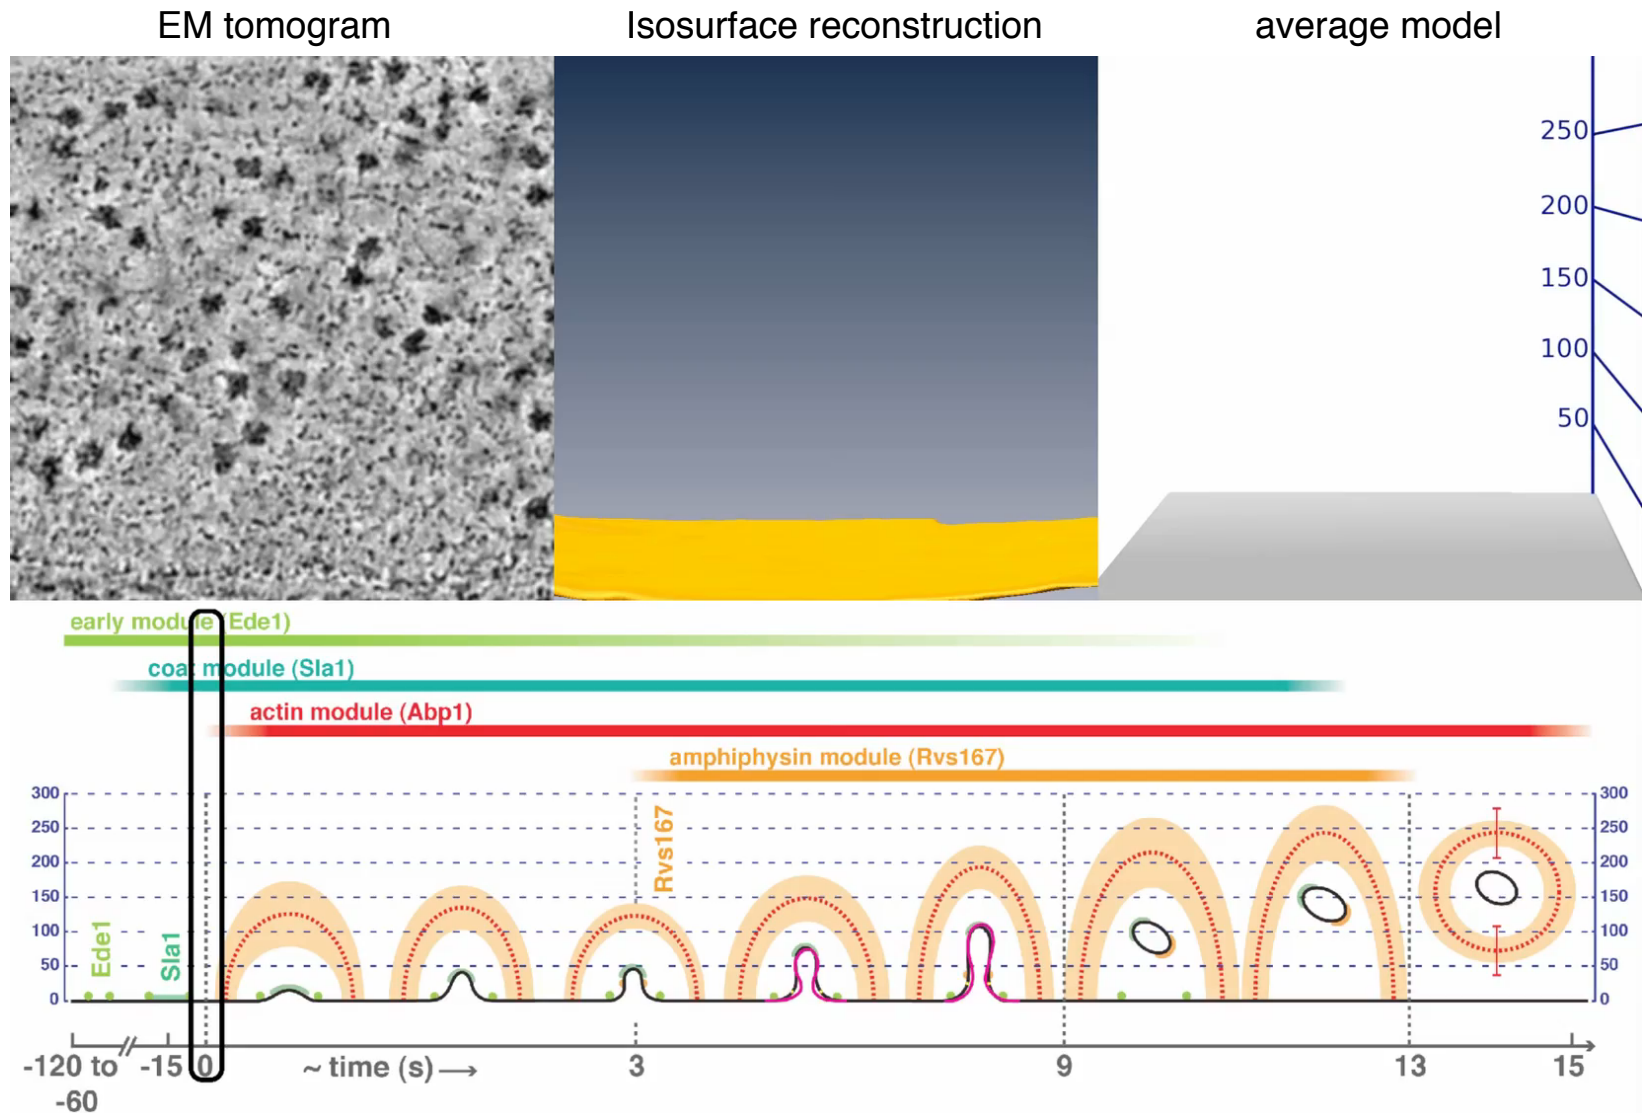 EM tomogram
Isosurface reconstruction
average model
250
200
150
100
50
early module (Ede1)
coat module (Sla1)
actin module (Abp1)
amphiphysin module (Rvs167)
300
250
200
150
100
50
0
Ede1
Sla1
Rvs167
300
250
200
150
100
50
0
-120 to -15 0 ~ time (s) 3 9 13 15
-60